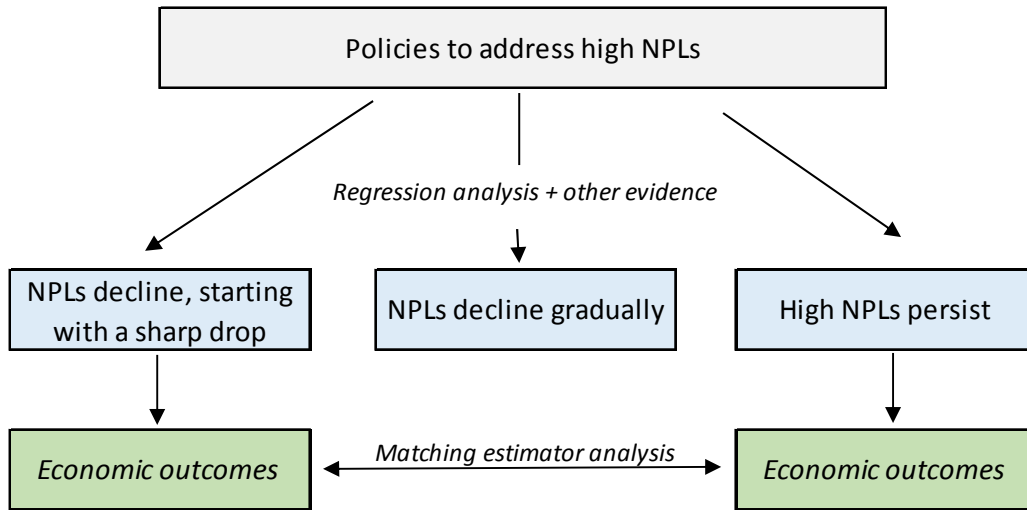 Policies to address high NPLs
Regression analysis + other evidence
NPLs decline, starting
with a sharp drop
NPLs decline gradually
High NPLs persist
Economic outcomes
Matching estimator analysis
Economic outcomes